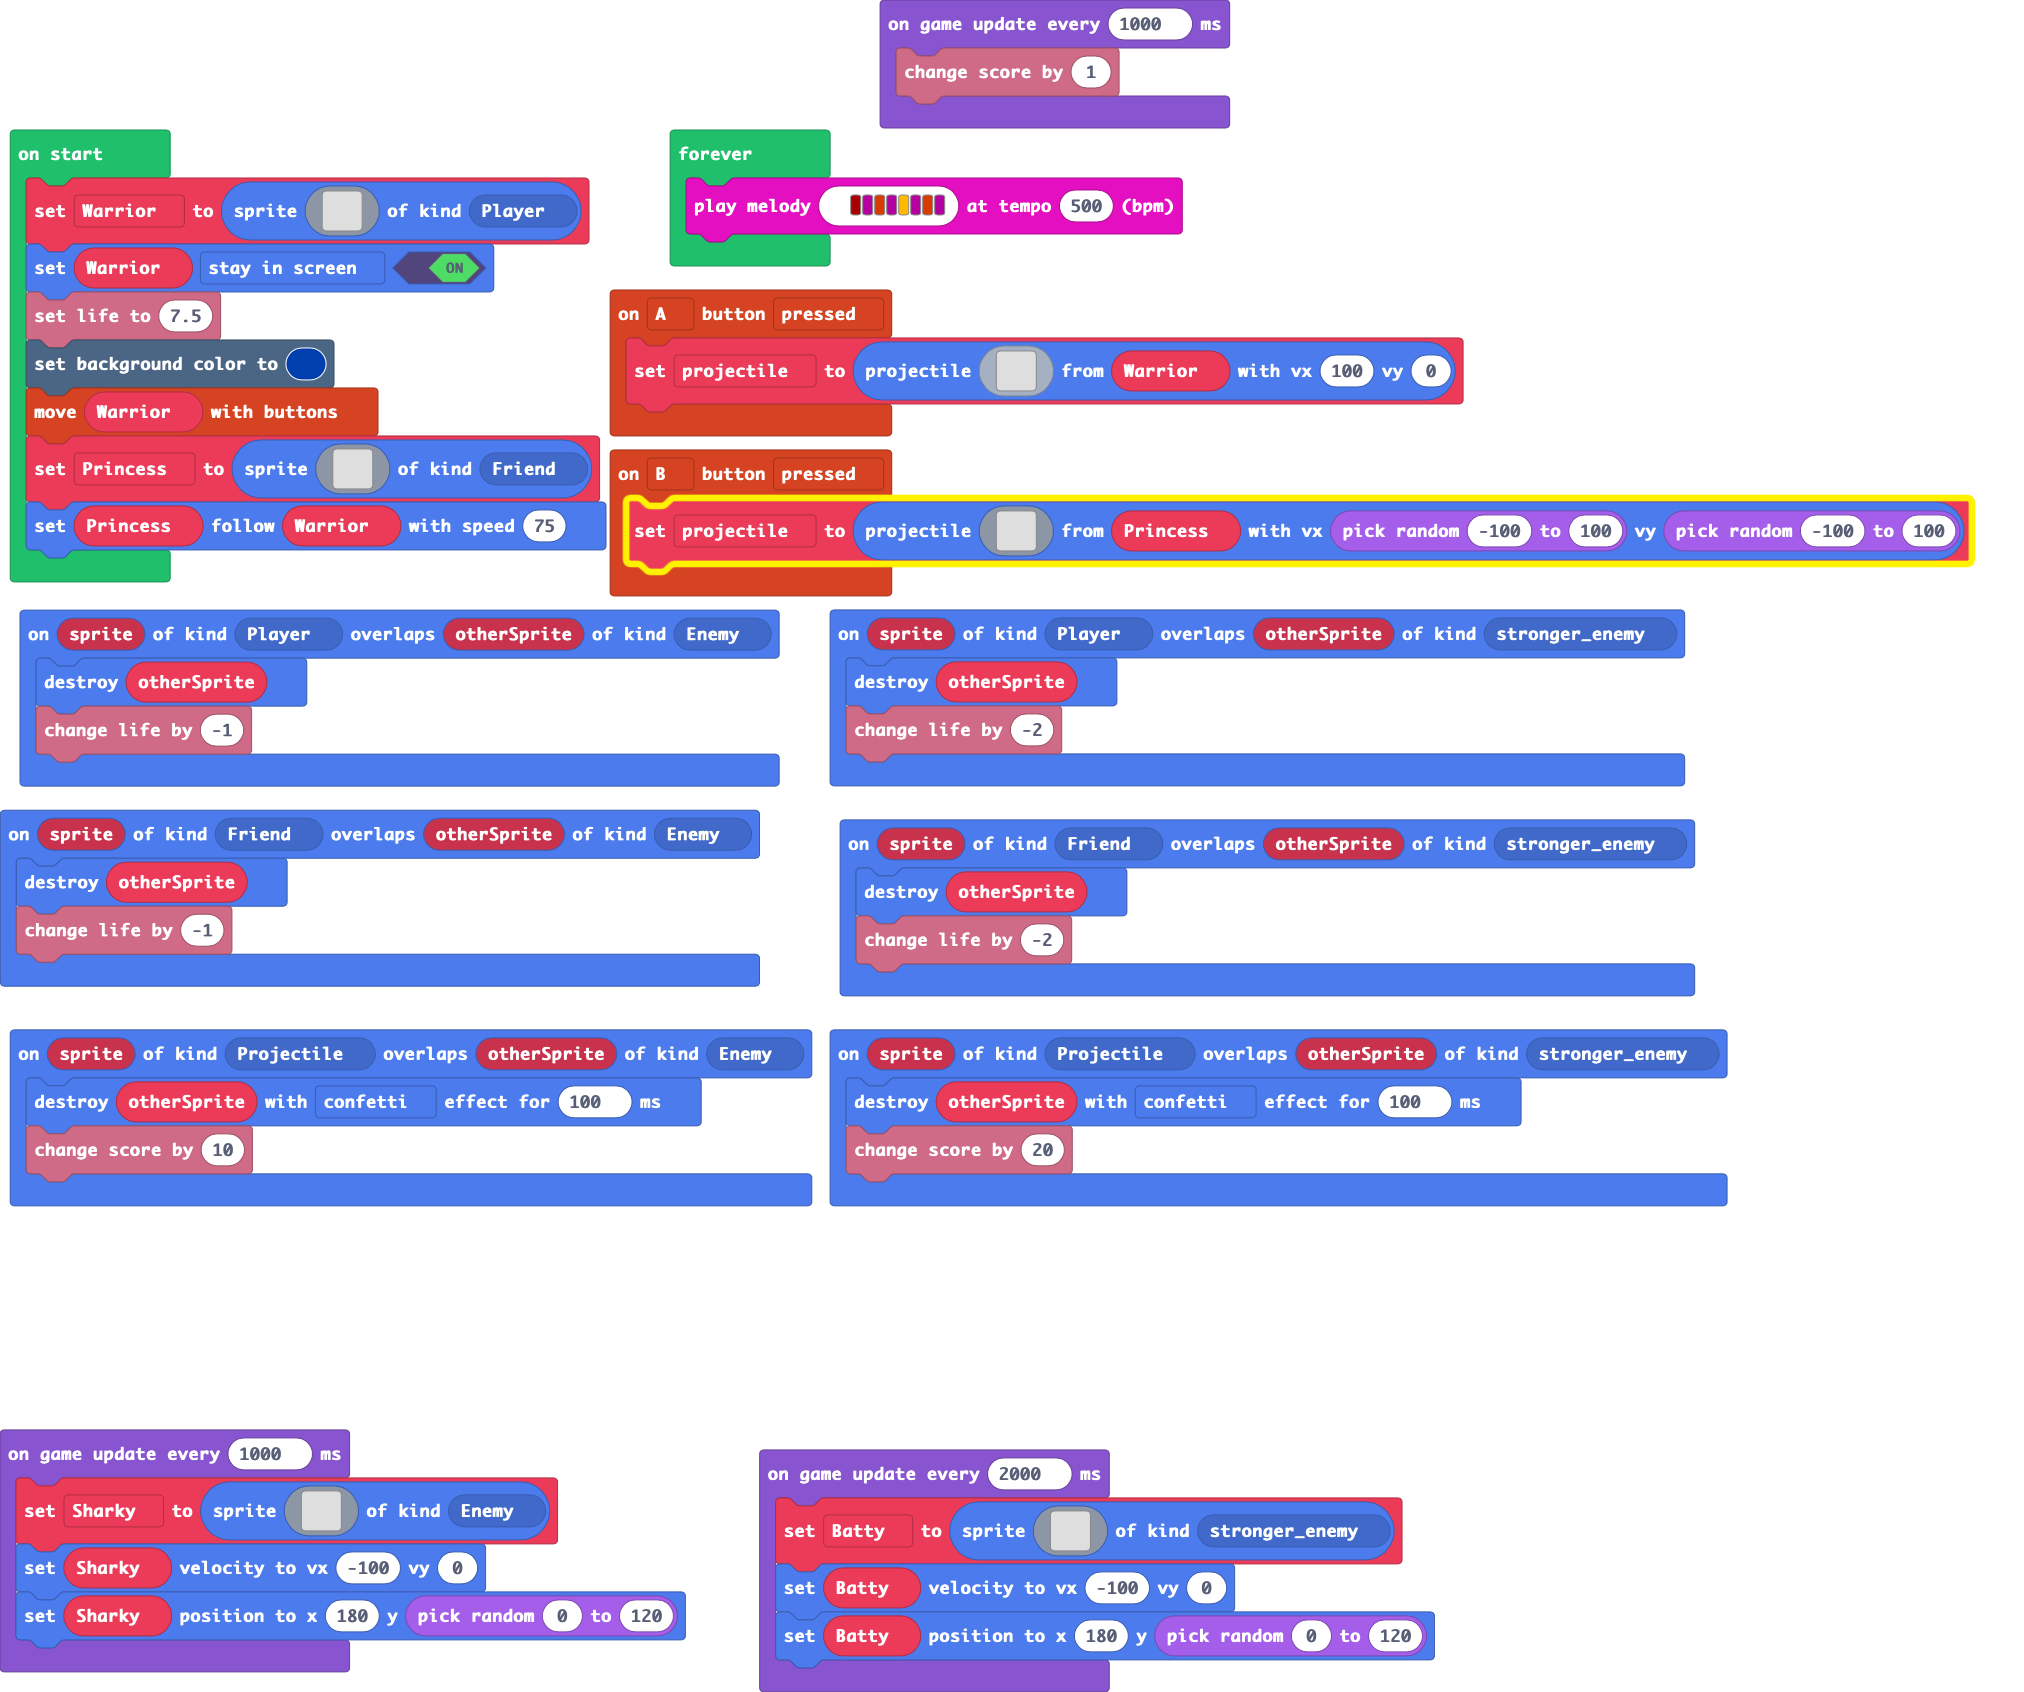 on game update every 1000 ms
change score by 1
on start
set Warrior to sprite of kind Player
set Warrior stay in screen ON
set life to 7.5
set background color to
move Warrior with buttons
set Princess to sprite of kind Friend
set Princess follow Warrior with speed 75
forever
play melody at tempo 500 (bpm)
on A button pressed
set projectile to projectile from Warrior with vx 100 vy 0
on B button pressed
set projectile to projectile from Princess with vx pick random -100 to 100 vy pick random -100 to 100
on sprite of kind Player overlaps otherSprite of kind Enemy
destroy otherSprite
change life by -1
on sprite of kind Player overlaps otherSprite of kind stronger_enemy
destroy otherSprite
change life by -2
on sprite of kind Friend overlaps otherSprite of kind Enemy
destroy otherSprite
change life by -1
on sprite of kind Friend overlaps otherSprite of kind stronger_enemy
destroy otherSprite
change life by -2
on sprite of kind Projectile overlaps otherSprite of kind Enemy
destroy otherSprite with confetti effect for 100 ms
change score by 10
on sprite of kind Projectile overlaps otherSprite of kind stronger_enemy
destroy otherSprite with confetti effect for 100 ms
change score by 20
on game update every 1000 ms
set Sharky to sprite of kind Enemy
set Sharky velocity to vx -100 vy 0
set Sharky position to x 180 y pick random 0 to 120
on game update every 2000 ms
set Batty to sprite of kind stronger_enemy
set Batty velocity to vx -100 vy 0
set Batty position to x 180 y pick random 0 to 120